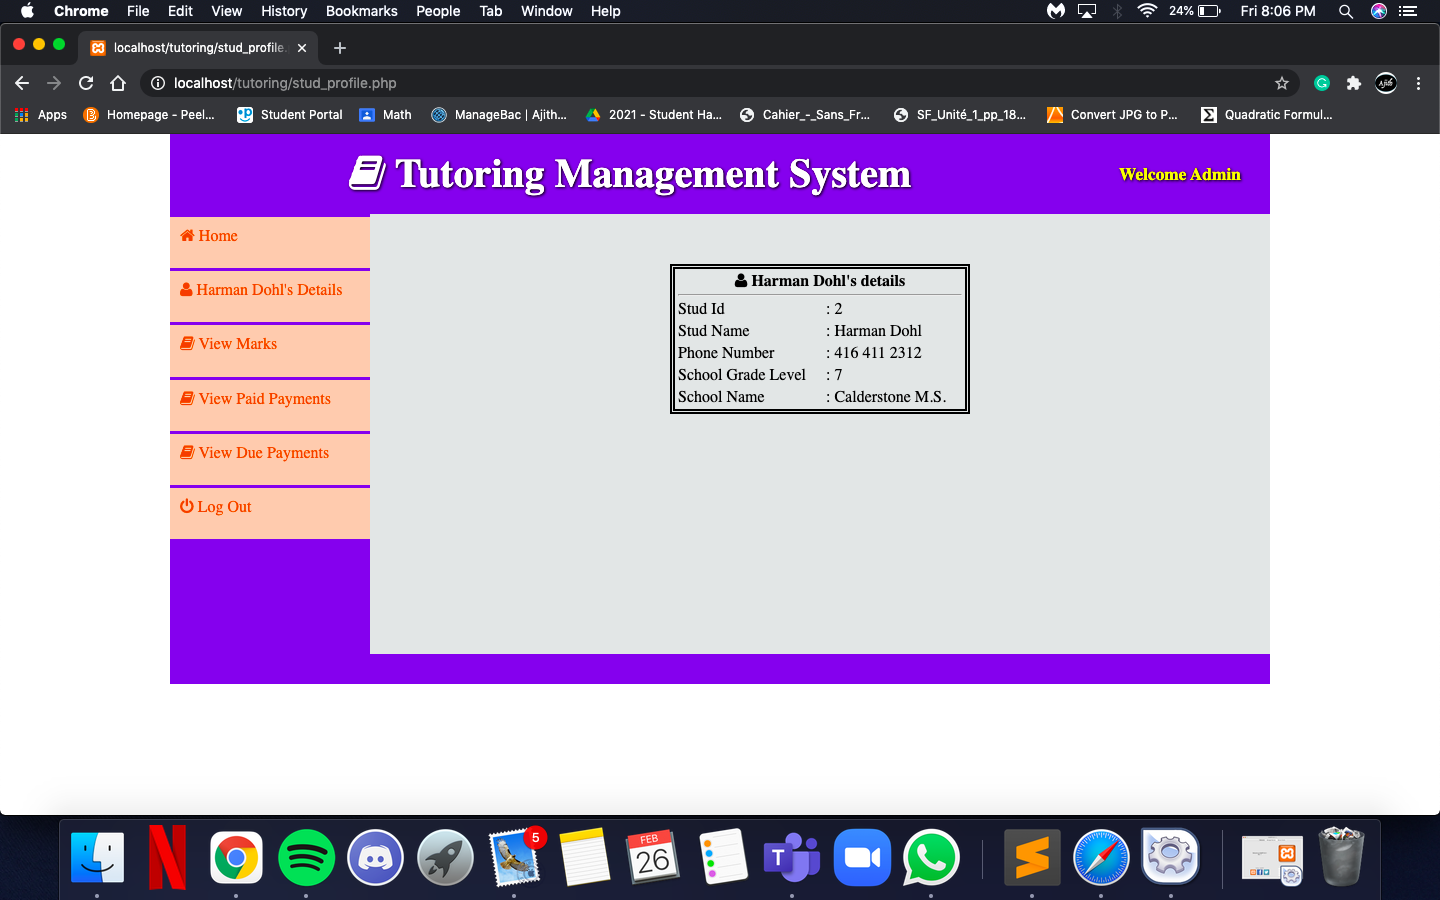 Chrome File Edit View History Bookmarks People Tab Window Help 24% Fri 8:06 PM
localhost/tutoring/stud_profile.
localhost/tutoring/stud_profile.php
Apps Homepage - Peel... Student Portal Math ManageBac | Ajith... 2021 - Student Ha... Cahier_-_Sans_Fr... SF_Unité_1_pp_18... Convert JPG to P... Quadratic Formul...
Tutoring Management System
Welcome Admin
Home
Harman Dohl's Details
View Marks
View Paid Payments
View Due Payments
Log Out
Harman Dohl's details
Stud Id : 2
Stud Name : Harman Dohl
Phone Number : 416 411 2312
School Grade Level : 7
School Name : Calderstone M.S.
5
FEB
26